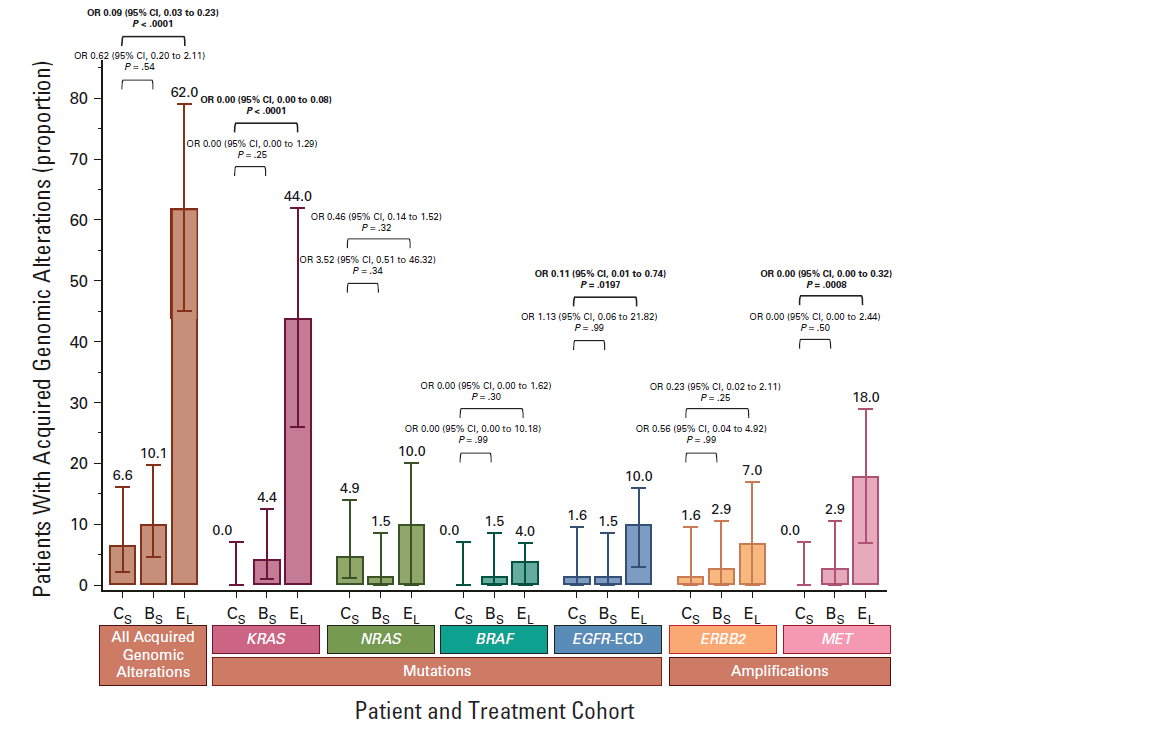 OR 0.09 (95% CI, 0.03 to 0.23)
P < .0001
OR 0.62 (95% CI, 0.20 to 2.11)
P = .54
62.0
OR 0.00 (95% CI, 0.00 to 0.08)
P < .0001
OR 0.00 (95% CI, 0.00 to 1.29)
P = .25
44.0
OR 0.46 (95% CI, 0.14 to 1.52)
P = .32
OR 3.52 (95% CI, 0.51 to 46.32)
P = .34
OR 0.00 (95% CI, 0.00 to 1.62)
P = .30
OR 0.00 (95% CI, 0.00 to 10.18)
P = .99
OR 0.11 (95% CI, 0.01 to 0.74)
P = .0197
OR 1.13 (95% CI, 0.06 to 21.82)
P = .99
OR 0.23 (95% CI, 0.02 to 2.11)
P = .25
OR 0.56 (95% CI, 0.04 to 4.92)
P = .99
OR 0.00 (95% CI, 0.00 to 0.32)
P = .0008
OR 0.00 (95% CI, 0.00 to 2.44)
P = .50
Patients With Acquired Genomic Alterations (proportion)
80
70
60
50
40
30
20
10
0
6.6
10.1
0.0
4.4
4.9
1.5
10.0
0.0
1.5
4.0
1.6
1.5
10.0
1.6
2.9
7.0
0.0
2.9
18.0
CS BS EL CS BS EL CS BS EL CS BS EL CS BS EL CS BS EL CS BS EL
All Acquired
Genomic
Alterations
KRAS
NRAS
BRAF
EGFR-ECD
ERBB2
MET
Mutations
Amplifications
Patient and Treatment Cohort